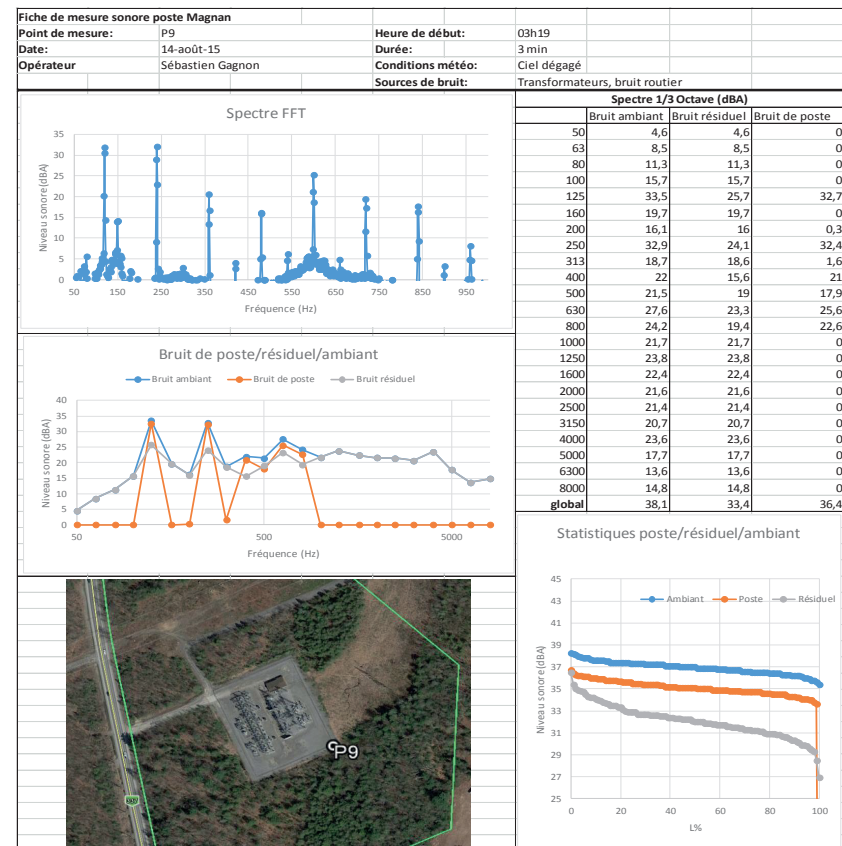 Fiche de mesure sonore poste Magnan
Point de mesure: P9 Heure de début: 03h19
Date: 14-août-15 Durée: 3 min
Opérateur Sébastien Gagnon Conditions météo: Ciel dégagé
Sources de bruit: Transformateurs, bruit routier
Spectre FFT
Niveau sonore(dBA)
35
30
25
20
15
10
5
0
50 150 250 350 450 550 650 750 850 950
Fréquence (Hz)
Spectre 1/3 Octave (dBA)
Bruit ambiant Bruit résiduel Bruit de poste
50 4,6 4,6 0
63 8,5 8,5 0
80 11,3 11,3 0
100 15,7 15,7 0
125 33,5 25,7 32,7
160 19,7 19,7 0
200 16,1 16 0,3
250 32,9 24,1 32,4
313 18,7 18,6 1,6
400 22 15,6 21
500 21,5 19 17,9
630 27,6 23,3 25,6
800 24,2 19,4 22,6
1000 21,7 21,7 0
1250 23,8 23,8 0
1600 22,4 22,4 0
2000 21,6 21,6 0
2500 21,4 21,4 0
3150 20,7 20,7 0
4000 23,6 23,6 0
5000 17,7 17,7 0
6300 13,6 13,6 0
8000 14,8 14,8 0
global 38,1 33,4 36,4
Bruit de poste/résiduel/ambiant
Bruit ambiant Bruit de poste Bruit résiduel
Niveau sonore (dBA)
40
35
30
25
20
15
10
5
0
50 500 5000
Fréquence (Hz)
P9
Statistiques poste/résiduel/ambiant
Ambiant Poste Résiduel
Niveau sonore (dBA)
45
43
41
39
37
35
33
31
29
27
25
0 20 40 60 80 100
L%